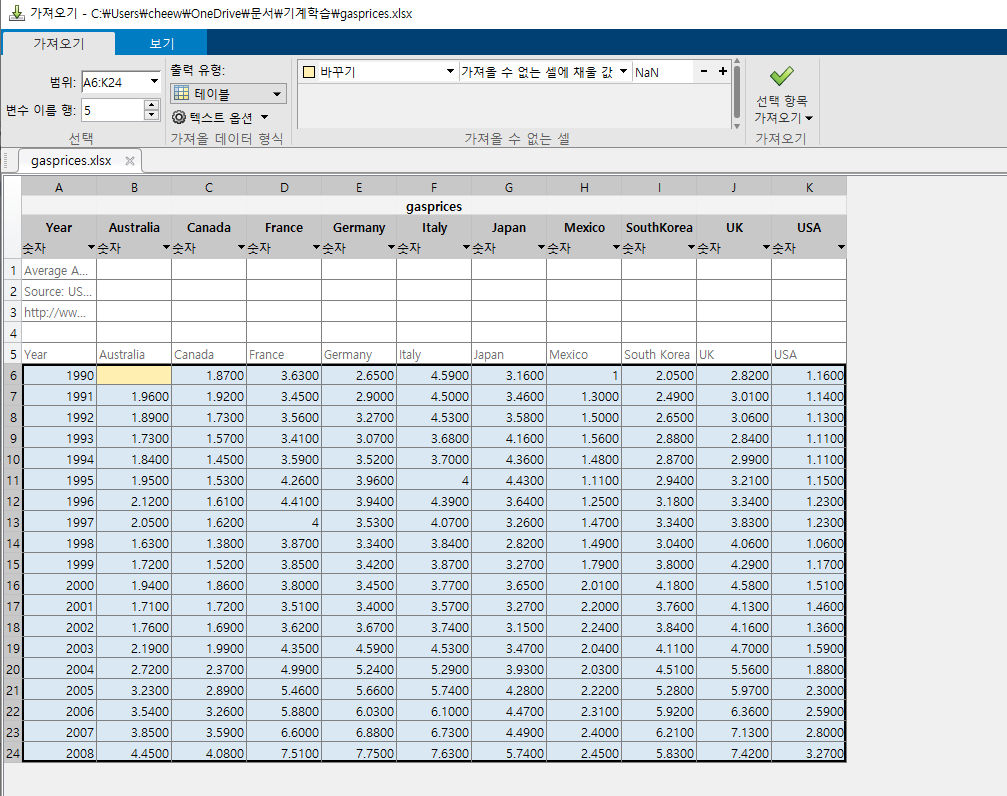 가져오기 - C:₩Users₩cheew₩OneDrive₩문서₩기계학습₩gasprices.xlsx
가져오기 보기
범위: A6:K24
변수 이름 행: 5
선택
출력 유형:
테이블
텍스트 옵션
가져올 데이터 형식
바꾸기 가져올 수 없는 셀에 채울 값 NaN - +
가져올 수 없는 셀
선택 항목
가져오기
가져오기
gasprices.xlsx
A B C D E F G H I J K
gasprices
Year Australia Canada France Germany Italy Japan Mexico SouthKorea UK USA
숫자 숫자 숫자 숫자 숫자 숫자 숫자 숫자 숫자 숫자 숫자
1 Average A...
2 Source: US...
3 http://ww...
4
5 Year Australia Canada France Germany Italy Japan Mexico South Korea UK USA
6 1990 1.8700 3.6300 2.6500 4.5900 3.1600 1 2.0500 2.8200 1.1600
7 1991 1.9600 1.9200 3.4500 2.9000 4.5000 3.4600 1.3000 2.4900 3.0100 1.1400
8 1992 1.8900 1.7300 3.5600 3.2700 4.5300 3.5800 1.5000 2.6500 3.0600 1.1300
9 1993 1.7300 1.5700 3.4100 3.0700 3.6800 4.1600 1.5600 2.8800 2.8400 1.1100
10 1994 1.8400 1.4500 3.5900 3.5200 3.7000 4.3600 1.4800 2.8700 2.9900 1.1100
11 1995 1.9500 1.5300 4.2600 3.9600 4 4.4300 1.1100 2.9400 3.2100 1.1500
12 1996 2.1200 1.6100 4.4100 3.9400 4.3900 3.6400 1.2500 3.1800 3.3400 1.2300
13 1997 2.0500 1.6200 4 3.5300 4.0700 3.2600 1.4700 3.3400 3.8300 1.2300
14 1998 1.6300 1.3800 3.8700 3.3400 3.8400 2.8200 1.4900 3.0400 4.0600 1.0600
15 1999 1.7200 1.5200 3.8500 3.4200 3.8700 3.2700 1.7900 3.8000 4.2900 1.1700
16 2000 1.9400 1.8600 3.8000 3.4500 3.7700 3.6500 2.0100 4.1800 4.5800 1.5100
17 2001 1.7100 1.7200 3.5100 3.4000 3.5700 3.2700 2.2000 3.7600 4.1300 1.4600
18 2002 1.7600 1.6900 3.6200 3.6700 3.7400 3.1500 2.2400 3.8400 4.1600 1.3600
19 2003 2.1900 1.9900 4.3500 4.5900 4.5300 3.4700 2.0400 4.1100 4.7000 1.5900
20 2004 2.7200 2.3700 4.9900 5.2400 5.2900 3.9300 2.0300 4.5100 5.5600 1.8800
21 2005 3.2300 2.8900 5.4600 5.6600 5.7400 4.2800 2.2200 5.2800 5.9700 2.3000
22 2006 3.5400 3.2600 5.8800 6.0300 6.1000 4.4700 2.3100 5.9200 6.3600 2.5900
23 2007 3.8500 3.5900 6.6000 6.8800 6.7300 4.4900 2.4000 6.2100 7.1300 2.8000
24 2008 4.4500 4.0800 7.5100 7.7500 7.6300 5.7400 2.4500 5.8300 7.4200 3.2700